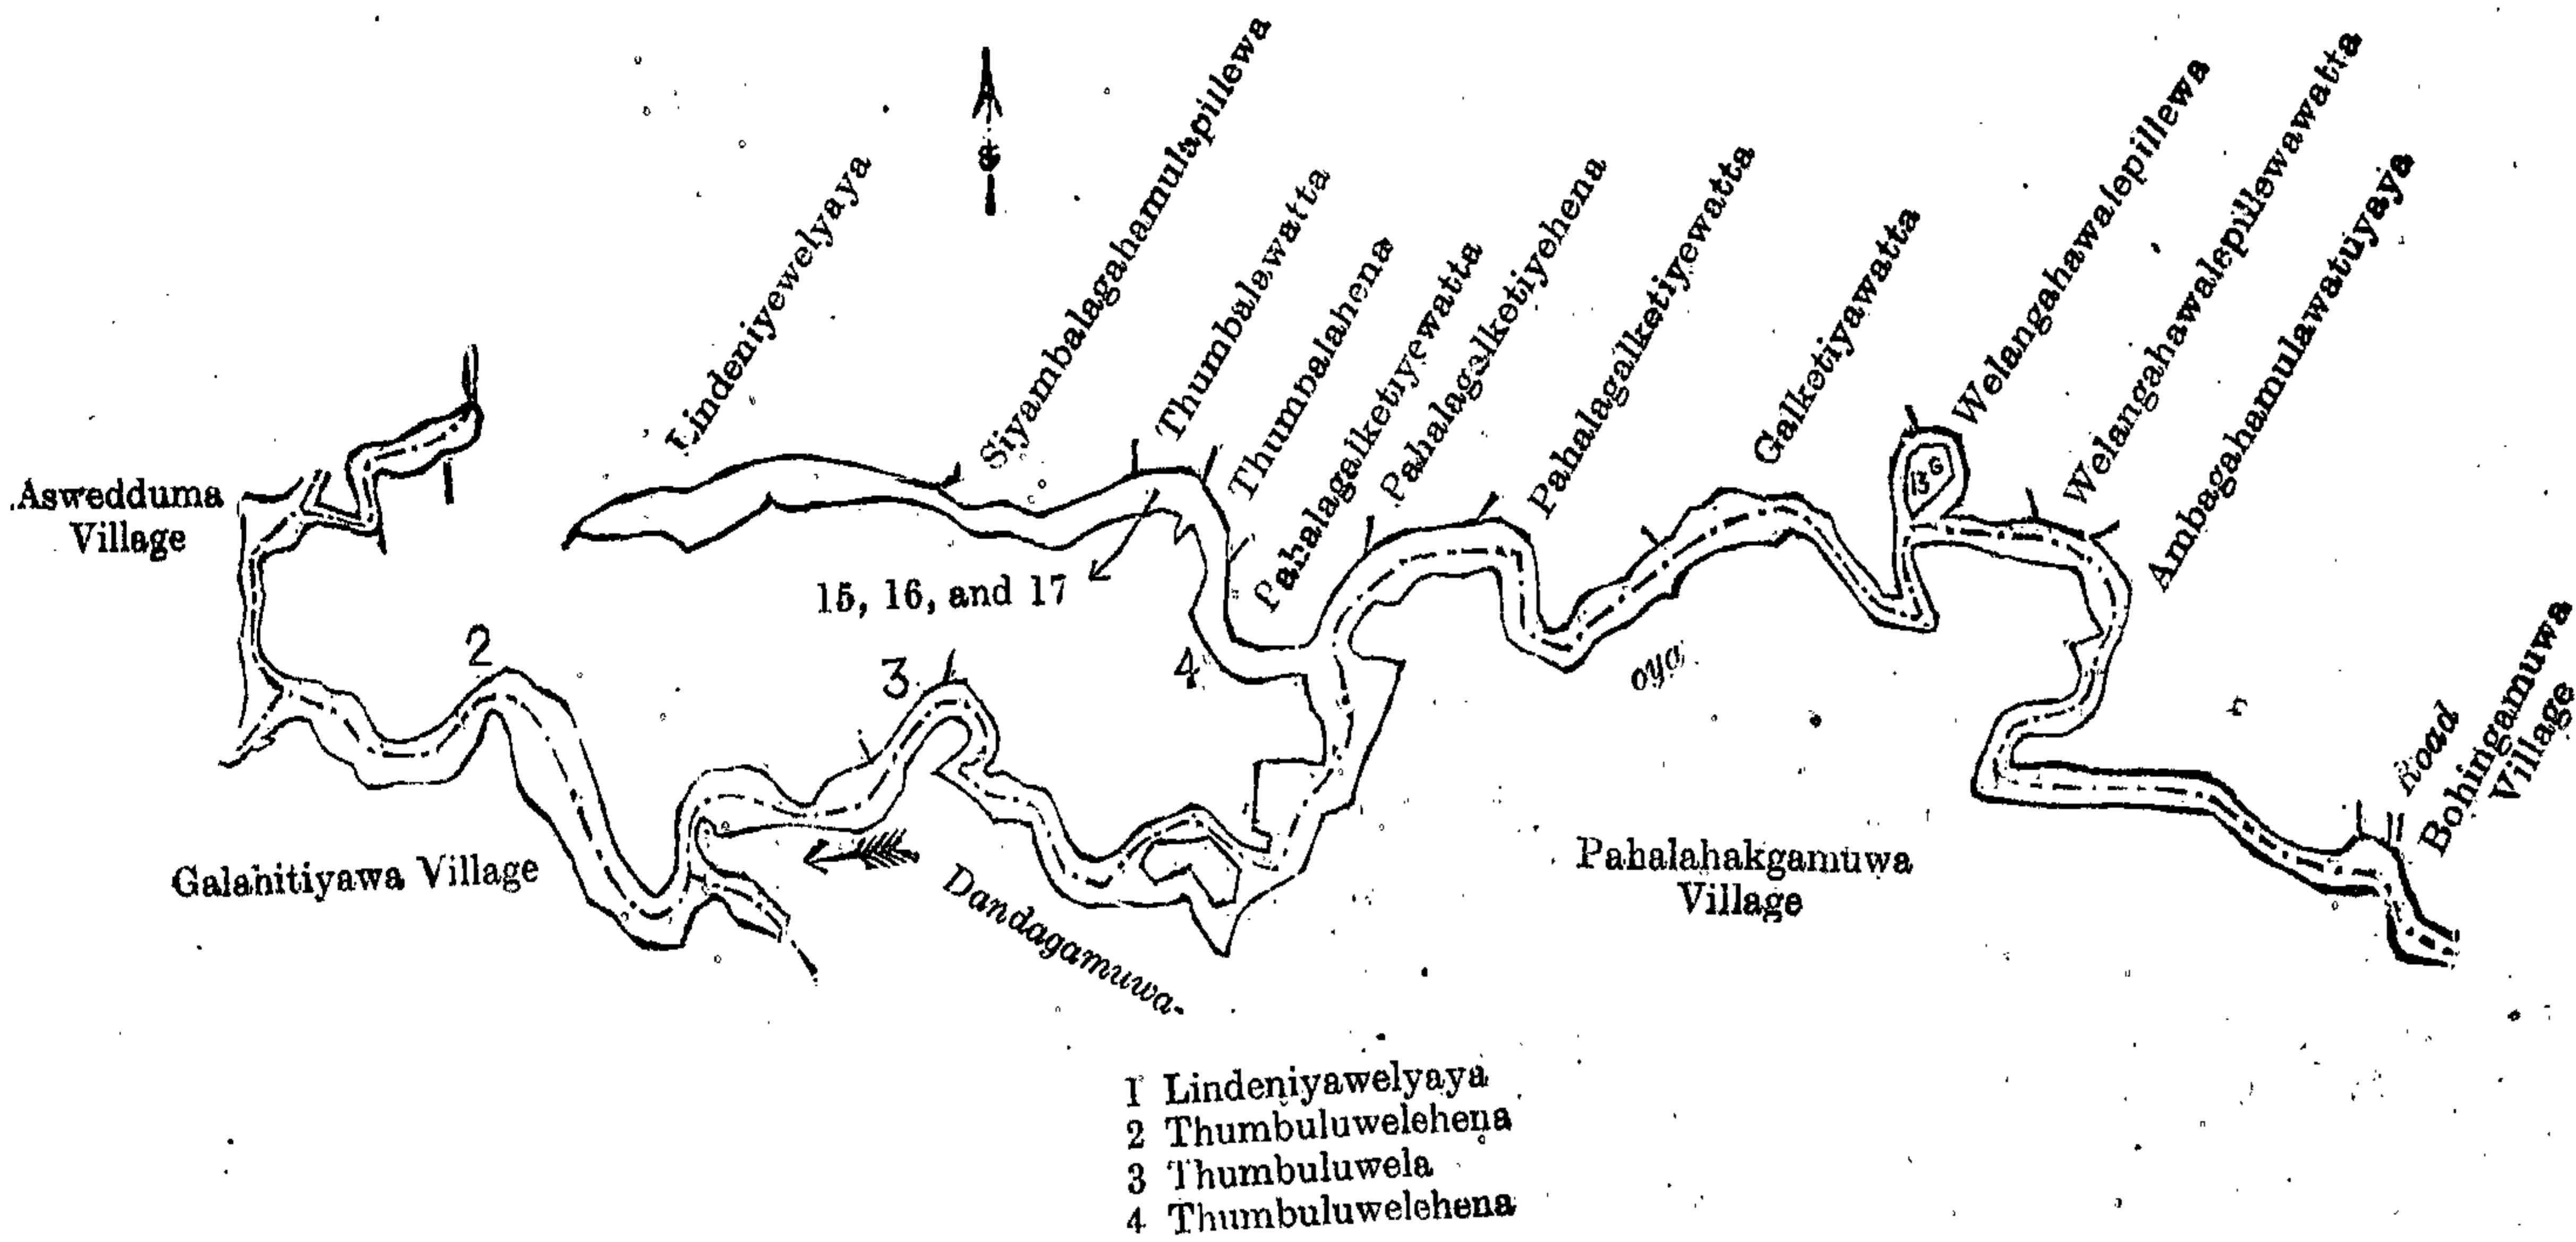 Lindeniyewelyaya
Siyambalagahamulapillewa
Thumbalawatta
Thumbalahena
Pahalagalketiyewatta
Pahalagalketiyehena
Pahalagalketiyewatta
Galketiyawatta
Welangahawalepillewa
Welangahawalepillewawatta
Ambagahamulawatuyaya
Road
Bohingamuwa
Village
Aswedduma
Village
15, 16, and 17
2
3
4
oya
Galahitiyawa Village
Dandagamuwa
Pahalahakgamuwa
Village
1 Lindeniyawelyaya
2 Thumbuluwelehena
3 Thumbuluwela
4 Thumbuluwelehena